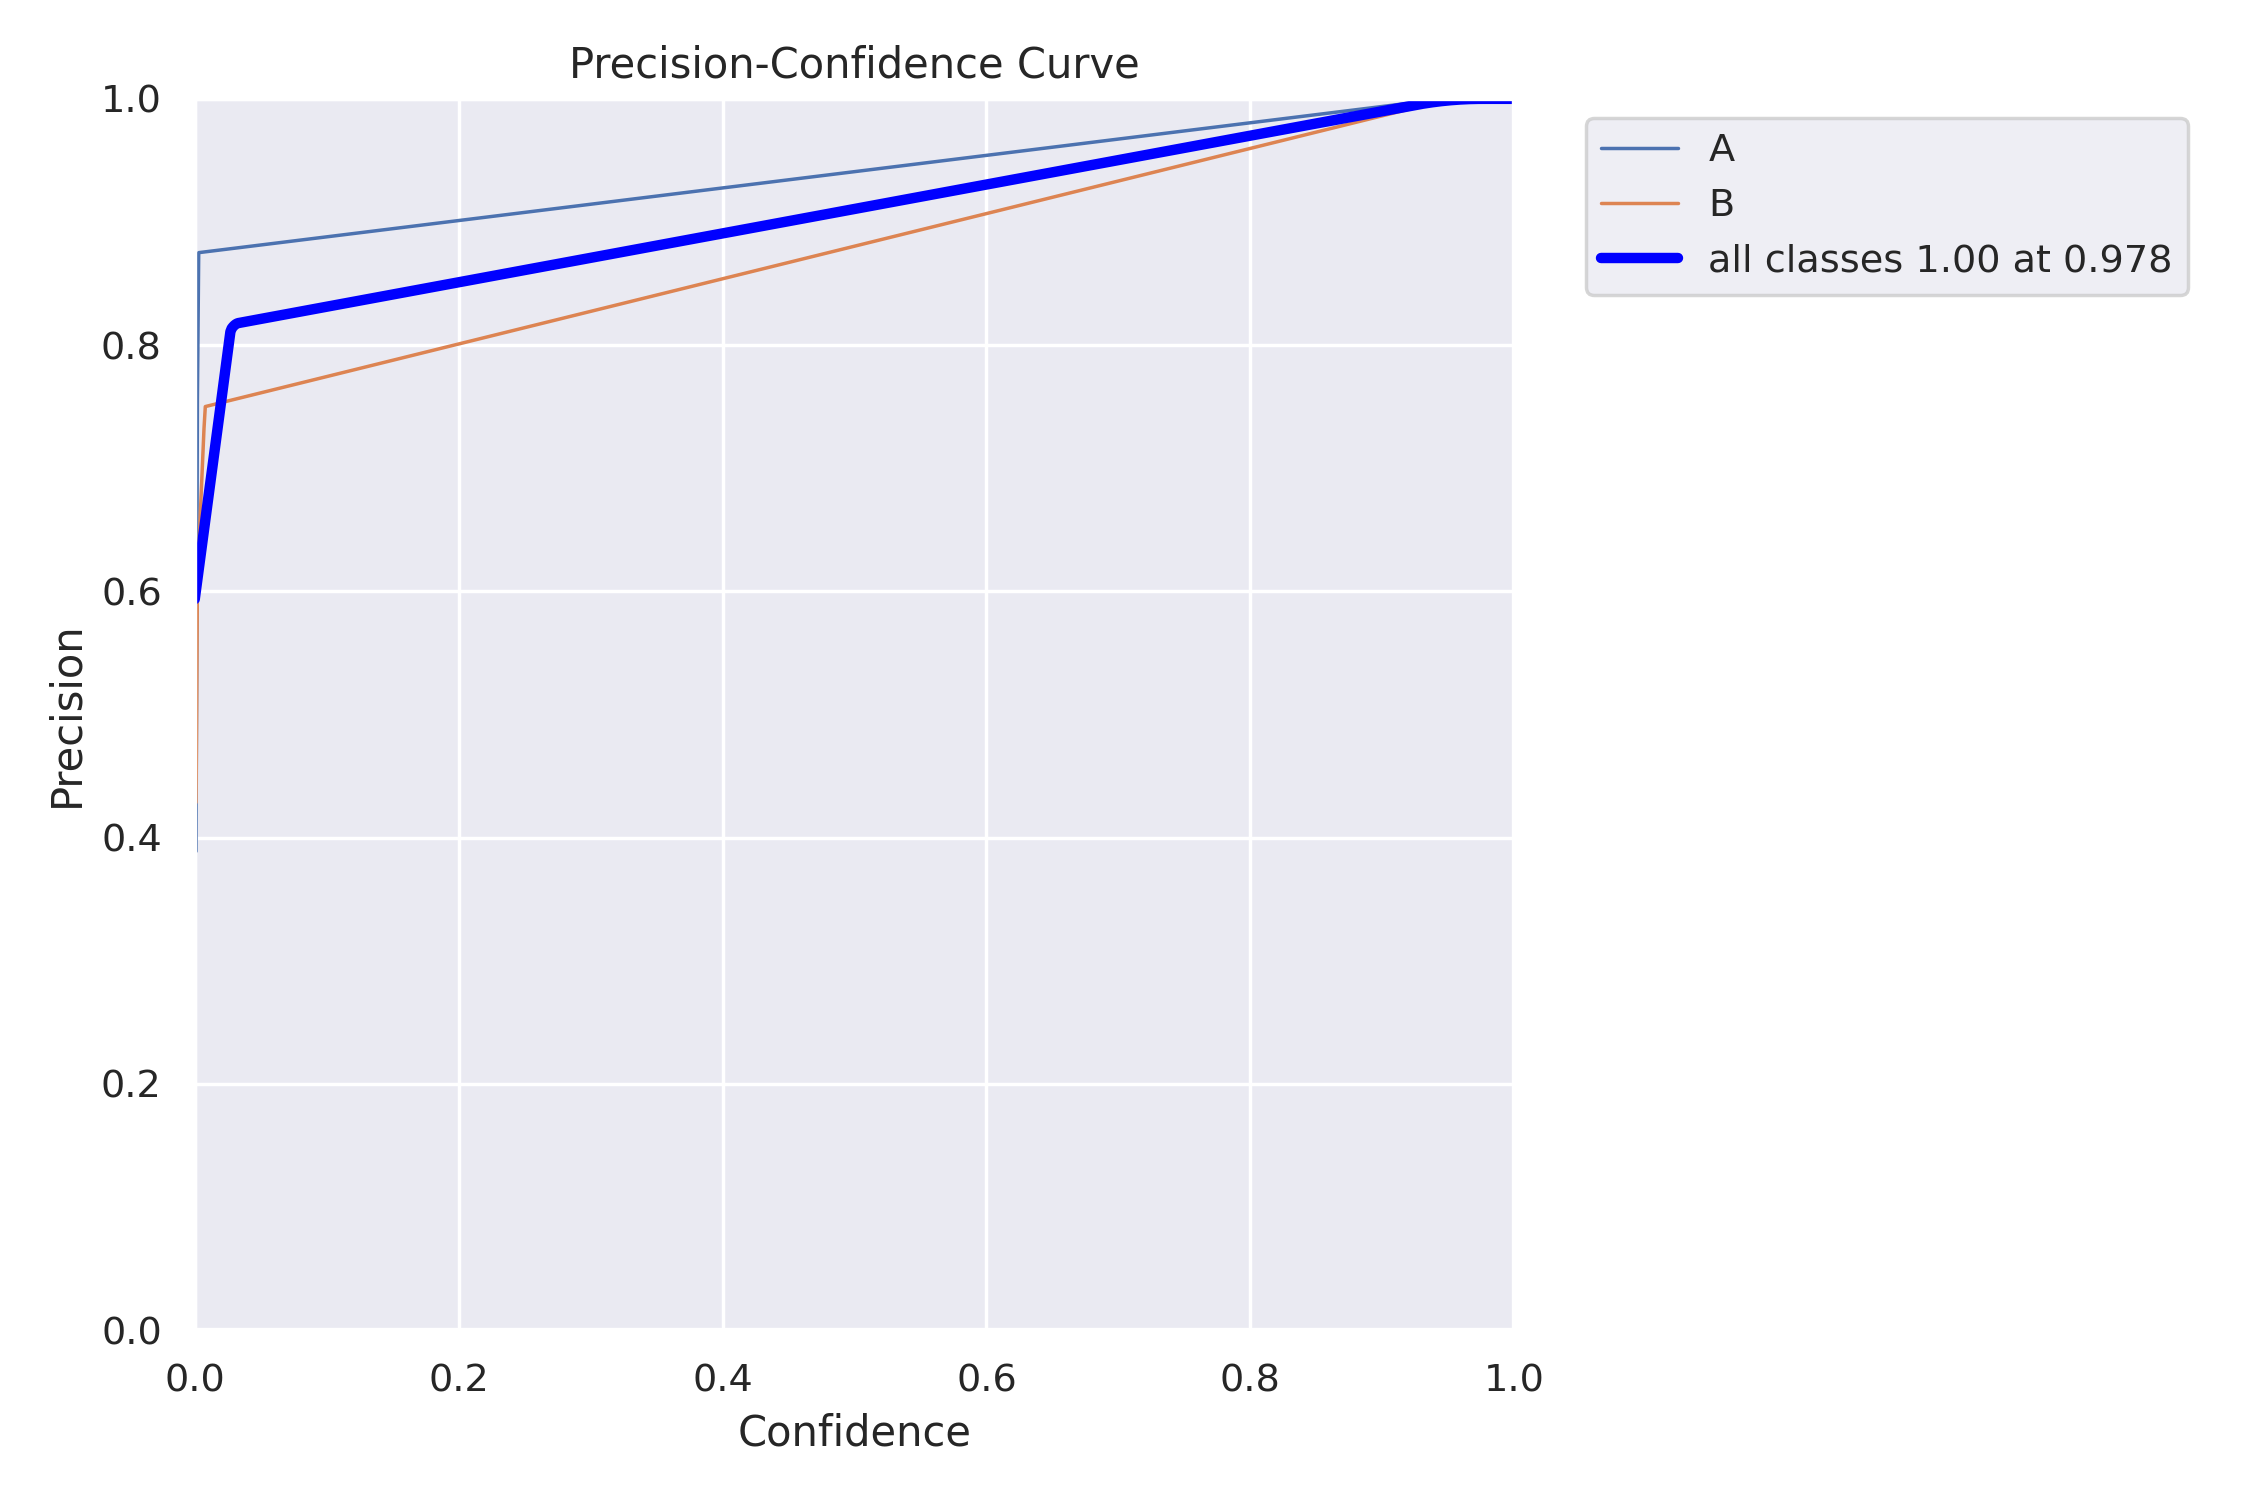 Precision-Confidence Curve
1.0
0.8
0.6
0.4
0.2
0.0
Precision
0.0 0.2 0.4 0.6 0.8 1.0
Confidence
A
B
all classes 1.00 at 0.978